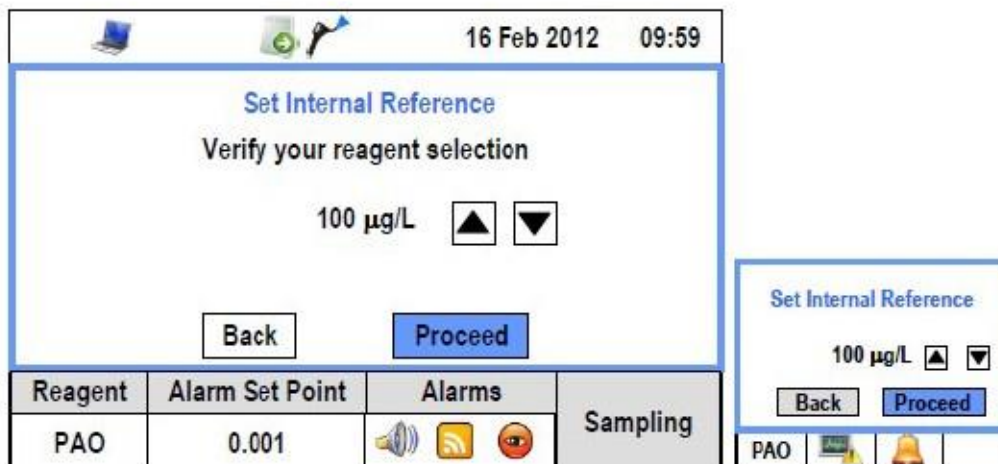 16 Feb 2012 09:59
Set Internal Reference
Verify your reagent selection
100 µg/L
Back Proceed
Reagent Alarm Set Point Alarms Sampling
PAO 0.001
Set Internal Reference
100 µg/L
Back Proceed
PAO